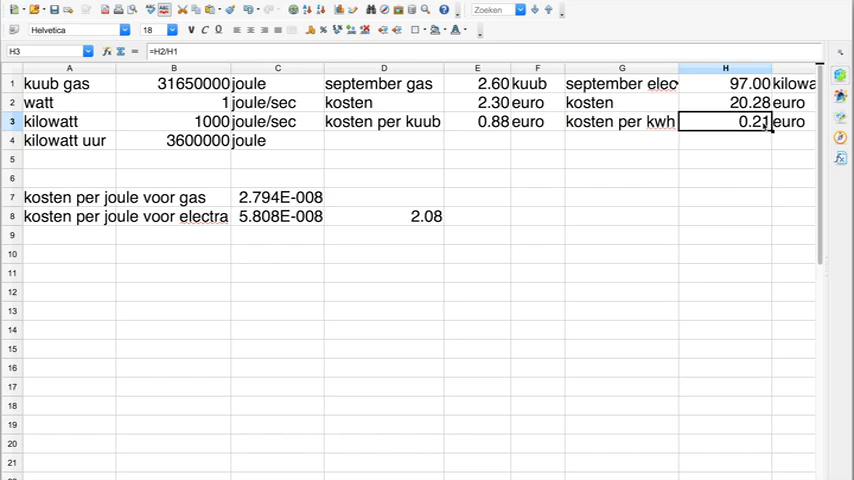 Zoeken
Helvetica 18
H3 =H2/H1
A B C D E F G H
1 kuub gas 31650000 joule september gas 2.60 kuub september elec 97.00 kilowa
2 watt 1 joule/sec kosten 2.30 euro kosten 20.28 euro
3 kilowatt 1000 joule/sec kosten per kuub 0.88 euro kosten per kwh 0.21 euro
4 kilowatt uur 3600000 joule
5
6
7 kosten per joule voor gas 2.794E-008
8 kosten per joule voor electra 5.808E-008 2.08
9
10
11
12
13
14
15
16
17
18
19
20
21